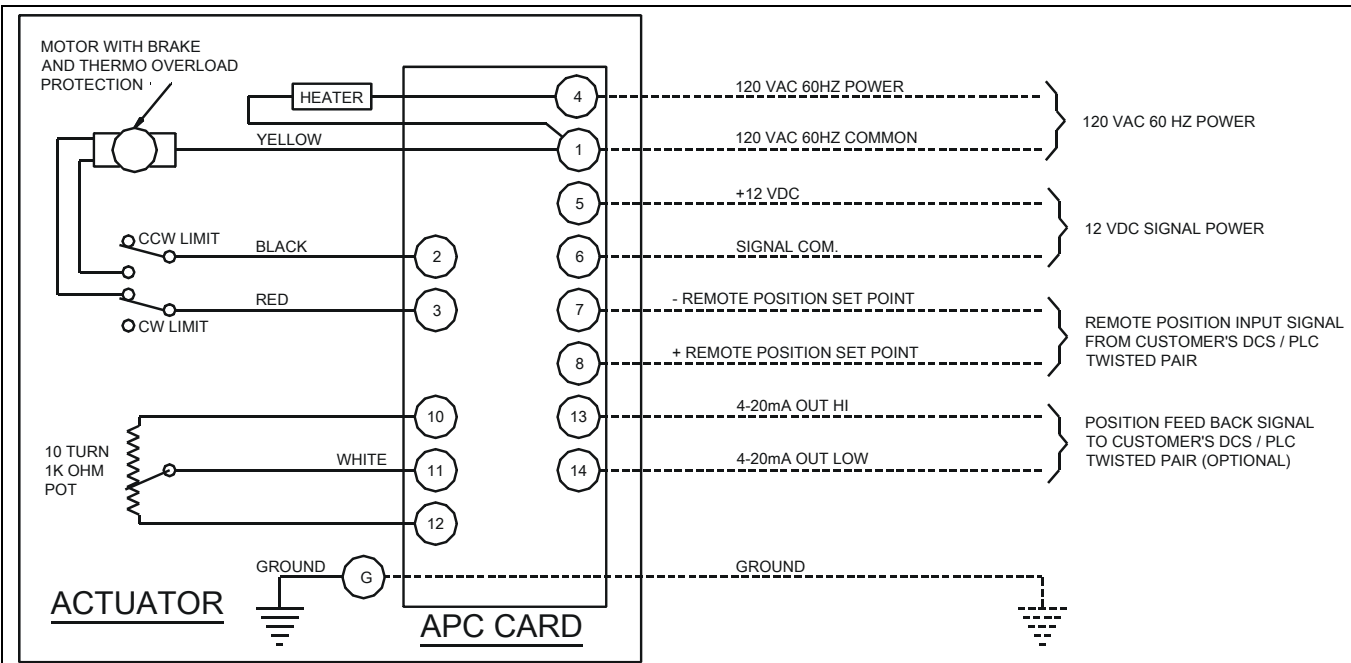 MOTOR WITH BRAKE
AND THERMO OVERLOAD
PROTECTION
HEATER
YELLOW
CCW LIMIT
BLACK
RED
CW LIMIT
10 TURN
1K OHM
POT
WHITE
GROUND
G
ACTUATOR
APC CARD
4
1
5
6
7
8
13
14
2
3
10
11
12
120 VAC 60HZ POWER
120 VAC 60HZ COMMON
+12 VDC
SIGNAL COM.
- REMOTE POSITION SET POINT
+ REMOTE POSITION SET POINT
4-20mA OUT HI
4-20mA OUT LOW
GROUND
120 VAC 60 HZ POWER
12 VDC SIGNAL POWER
REMOTE POSITION INPUT SIGNAL
FROM CUSTOMER'S DCS / PLC
TWISTED PAIR
POSITION FEED BACK SIGNAL
TO CUSTOMER'S DCS / PLC
TWISTED PAIR (OPTIONAL)